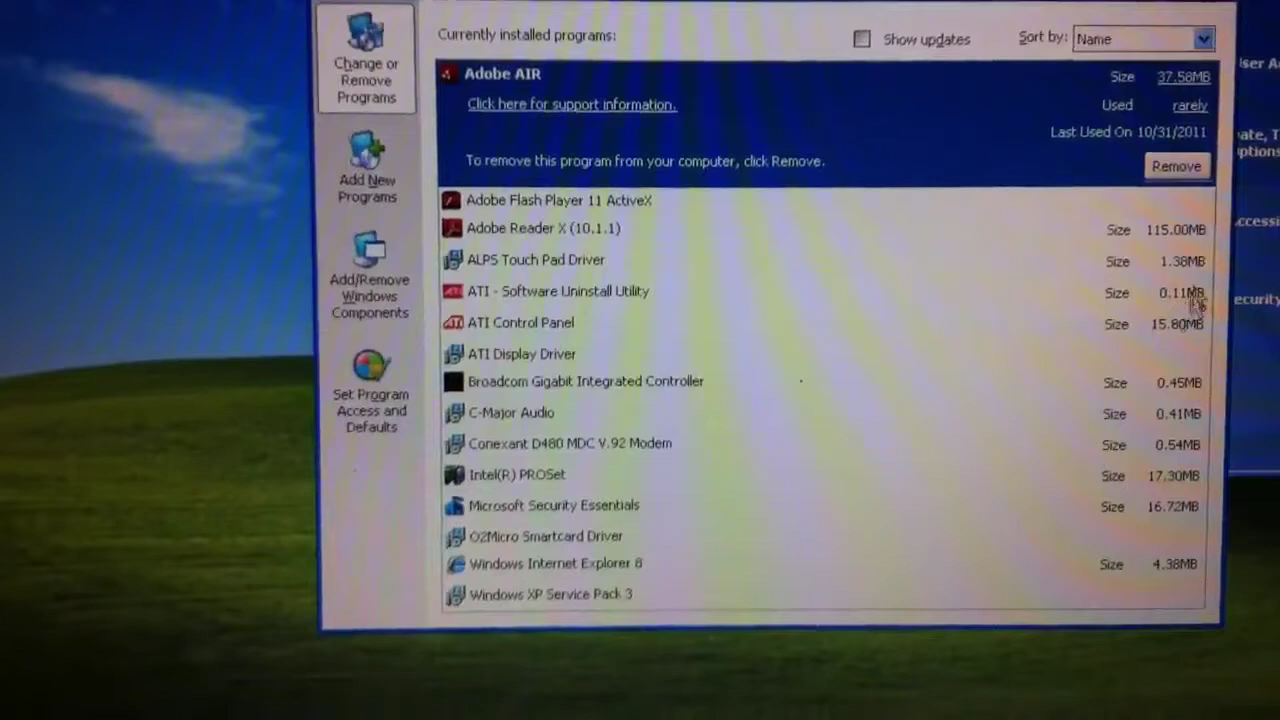 Change or
Remove
Programs
Add New
Programs
Add/Remove
Windows
Components
Set Program
Access and
Defaults
Currently installed programs:
Show updates
Sort by:
Name
Adobe AIR
Size 37.58MB
Click here for support information.
Used rarely
Last Used On 10/31/2011
To remove this program from your computer, click Remove.
Remove
Adobe Flash Player 11 ActiveX
Adobe Reader X (10.1.1) Size 115.00MB
ALPS Touch Pad Driver Size 1.38MB
ATI - Software Uninstall Utility Size 0.11MB
ATI Control Panel Size 15.80MB
ATI Display Driver
Broadcom Gigabit Integrated Controller Size 0.45MB
C-Major Audio Size 0.41MB
Conexant D480 MDC V.92 Modem Size 0.54MB
Intel(R) PROSet Size 17.30MB
Microsoft Security Essentials Size 16.72MB
O2Micro Smartcard Driver
Windows Internet Explorer 8 Size 4.38MB
Windows XP Service Pack 3